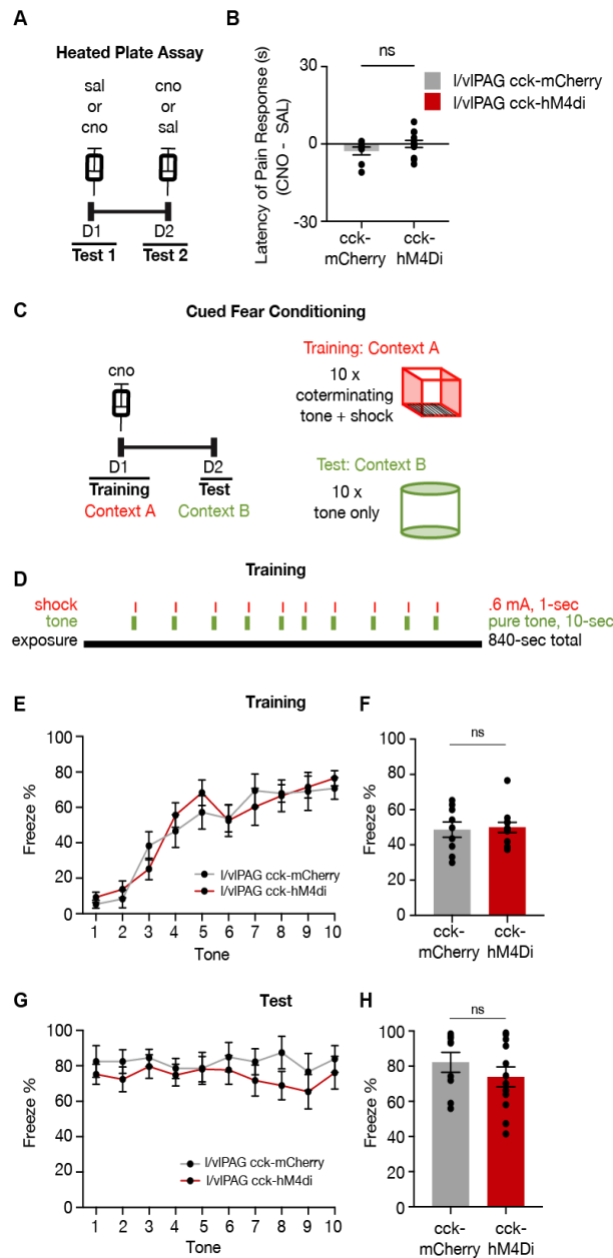 A
Heated Plate Assay
sal
or
cno
cno
or
sal
D1
D2
Test 1
Test 2
B
ns
l/vlPAG cck-mCherry
l/vlPAG cck-hM4di
Latency of Pain Response (s)
(CNO - SAL)
30
0
-30
cck-
mCherry
cck-
hM4Di
C
Cued Fear Conditioning
cno
D1
D2
Training
Test
Context A
Context B
Training: Context A
10 x
coterminating
tone + shock
Test: Context B
10 x
tone only
D
Training
shock
.6 mA, 1-sec
tone
pure tone, 10-sec
exposure
840-sec total
E
Training
Freeze %
100
80
60
40
20
0
l/vlPAG cck-mCherry
l/vlPAG cck-hM4di
1 2 3 4 5 6 7 8 9 10
Tone
F
ns
Freeze %
100
80
60
40
20
0
cck-
mCherry
cck-
hM4Di
G
Test
Freeze %
100
80
60
40
20
0
l/vlPAG cck-mCherry
l/vlPAG cck-hM4di
1 2 3 4 5 6 7 8 9 10
Tone
H
ns
Freeze %
100
80
60
40
20
0
cck-
mCherry
cck-
hM4Di